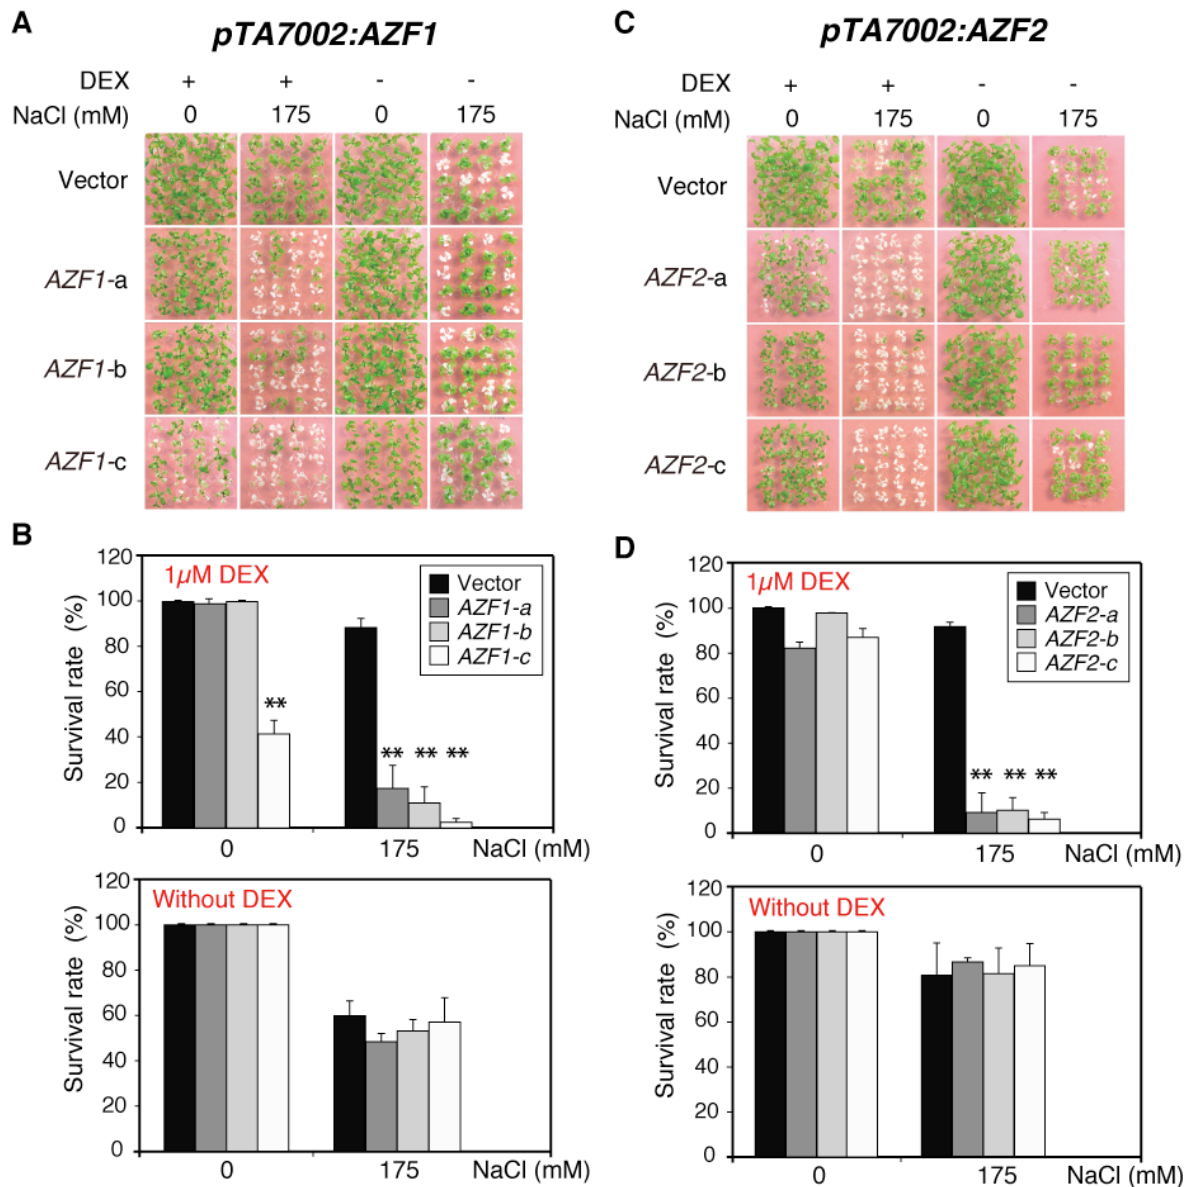 A
pTA7002:AZF1
DEX + + - -
NaCl (mM) 0 175 0 175
Vector
AZF1-a
AZF1-b
AZF1-c
B
1µM DEX
Vector
AZF1-a
AZF1-b
AZF1-c
Survival rate (%)
120
100
80
60
40
20
0
**
** ** **
0 175 NaCl (mM)
Without DEX
Survival rate (%)
120
100
80
60
40
20
0
0 175 NaCl (mM)
C
pTA7002:AZF2
DEX + + - -
NaCl (mM) 0 175 0 175
Vector
AZF2-a
AZF2-b
AZF2-c
D
1µM DEX
Vector
AZF2-a
AZF2-b
AZF2-c
Survival rate (%)
120
100
80
60
40
20
0
** ** **
0 175 NaCl (mM)
Without DEX
Survival rate (%)
120
100
80
60
40
20
0
0 175 NaCl (mM)